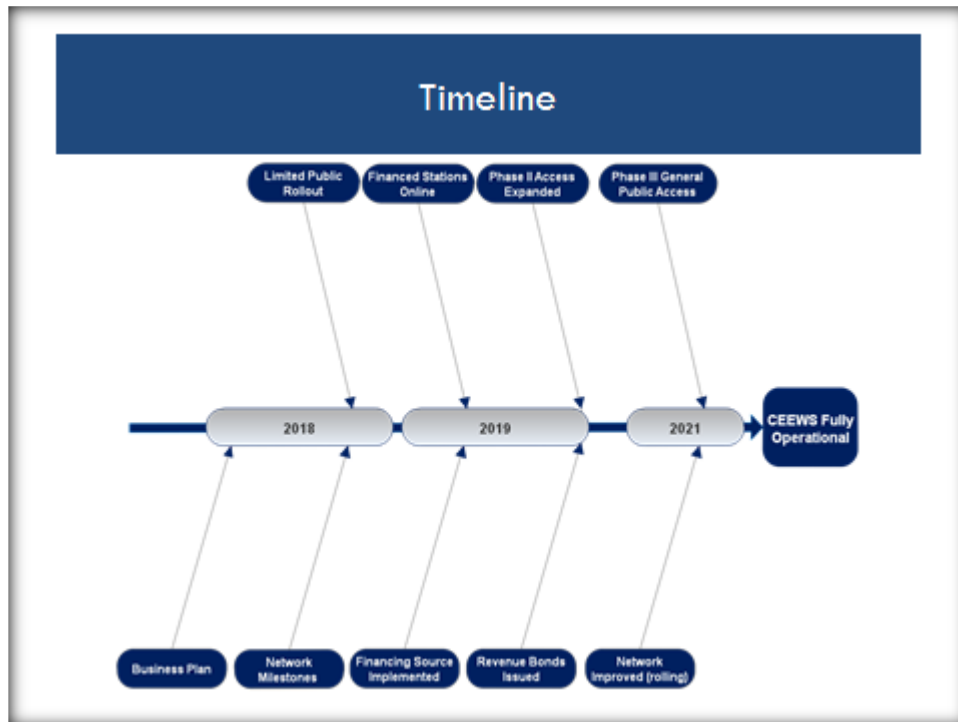 Timeline
Limited Public
Rollout
Financed Stations
Online
Phase II Access
Expanded
Phase III General
Public Access
2018
2019
2021
CEEWS Fully
Operational
Business Plan
Network
Milestones
Financing Source
Implemented
Revenue Bonds
Issued
Network
Improved (rolling)